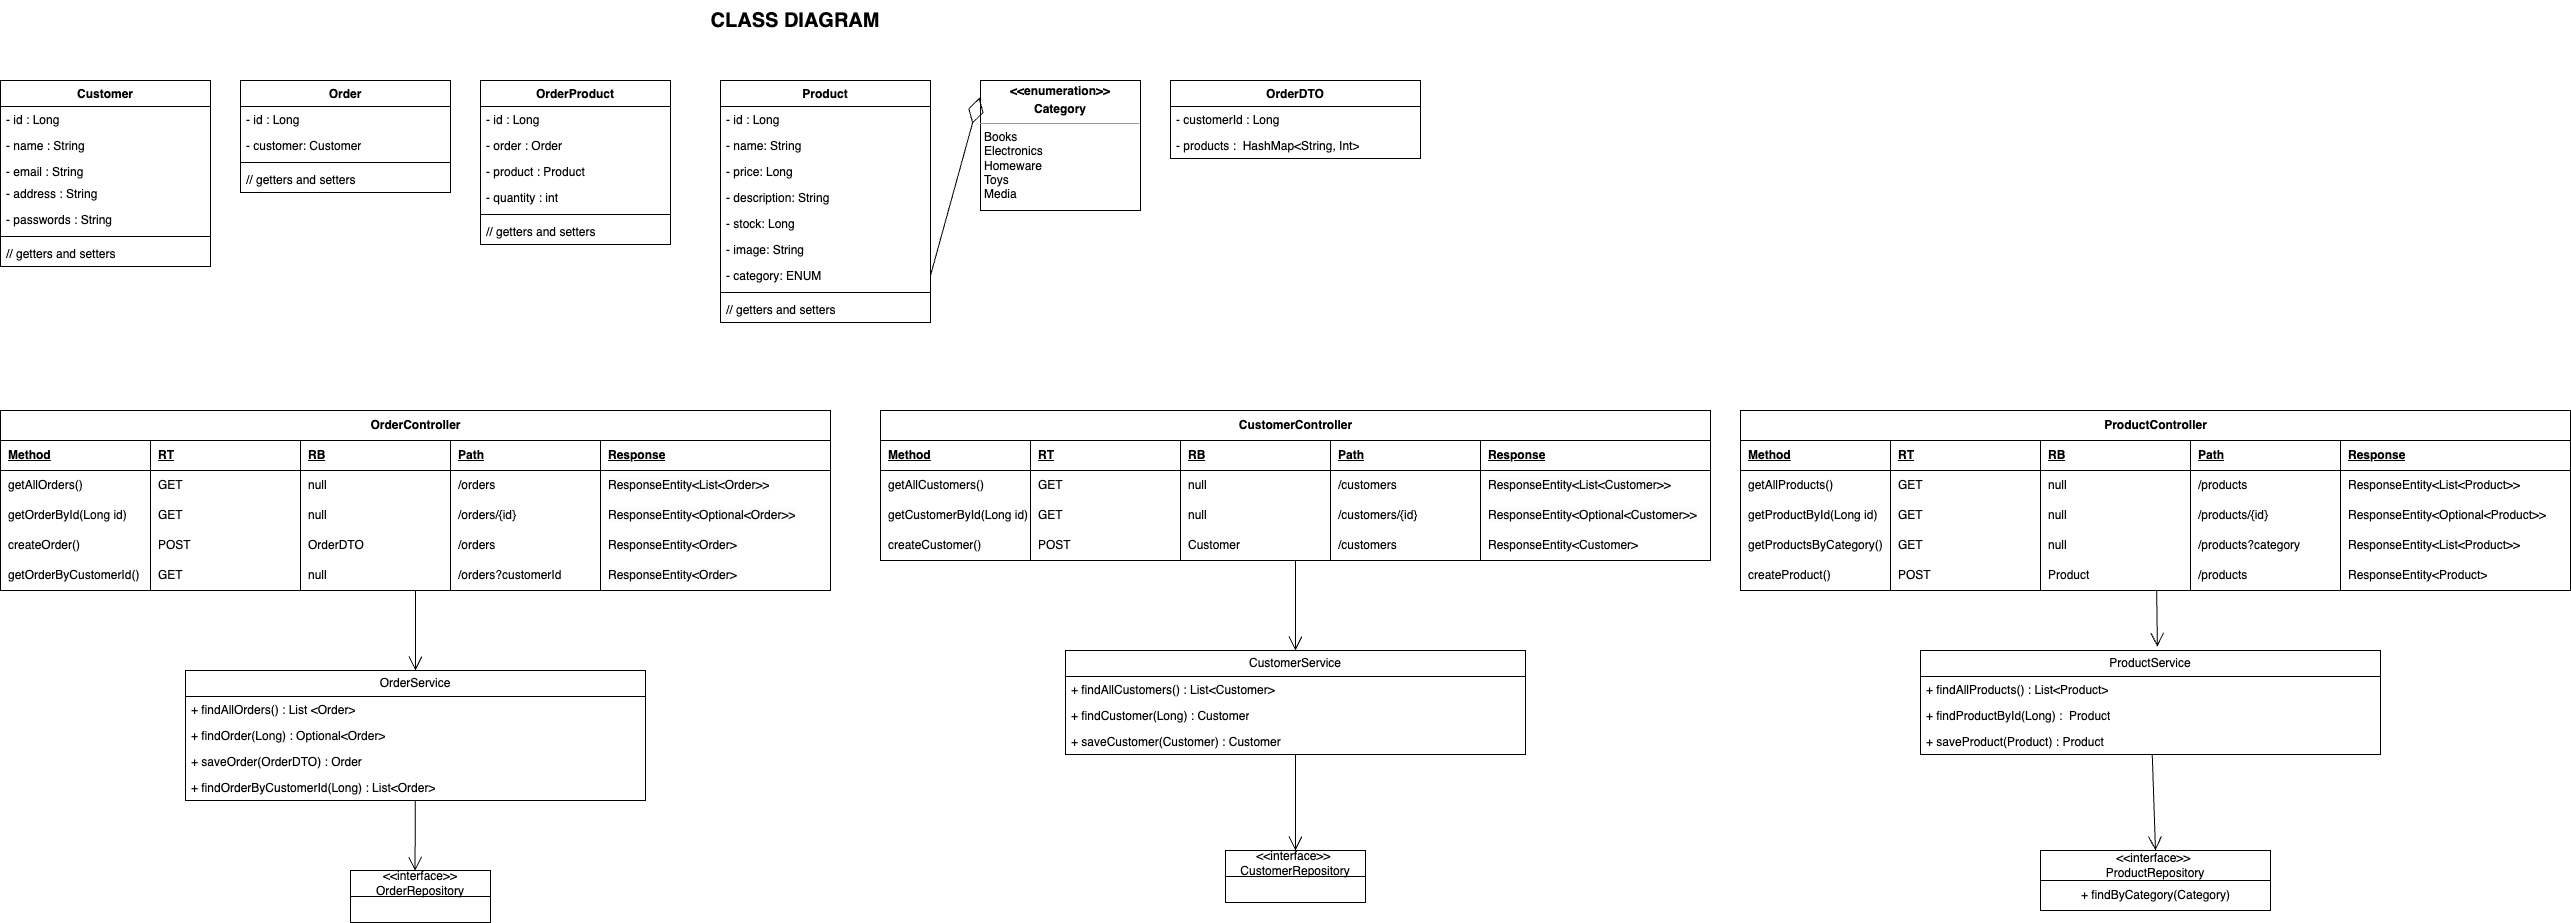 CLASS DIAGRAM
Customer
- id : Long
- name : String
- email : String
- address : String
- passwords : String
// getters and setters
Order
- id : Long
- customer: Customer
// getters and setters
OrderProduct
- id : Long
- order : Order
- product : Product
- quantity : int
// getters and setters
Product
- id : Long
- name: String
- price: Long
- description: String
- stock: Long
- image: String
- category: ENUM
// getters and setters
<<enumeration>>
Category
Books
Electronics
Homeware
Toys
Media
OrderDTO
- customerId : Long
- products : HashMap<String, Int>
OrderController
Method RT RB Path Response
getAllOrders() GET null /orders ResponseEntity<List<Order>>
getOrderById(Long id) GET null /orders/{id} ResponseEntity<Optional<Order>>
createOrder() POST OrderDTO /orders ResponseEntity<Order>
getOrderByCustomerId() GET null /orders?customerId ResponseEntity<Order>
CustomerController
Method RT RB Path Response
getAllCustomers() GET null /customers ResponseEntity<List<Customer>>
getCustomerById(Long id) GET null /customers/{id} ResponseEntity<Optional<Customer>>
createCustomer() POST Customer /customers ResponseEntity<Customer>
ProductController
Method RT RB Path Response
getAllProducts() GET null /products ResponseEntity<List<Product>>
getProductById(Long id) GET null /products/{id} ResponseEntity<Optional<Product>>
getProductsByCategory() GET null /products?category ResponseEntity<List<Product>>
createProduct() POST Product /products ResponseEntity<Product>
OrderService
+ findAllOrders() : List <Order>
+ findOrder(Long) : Optional<Order>
+ saveOrder(OrderDTO) : Order
+ findOrderByCustomerId(Long) : List<Order>
CustomerService
+ findAllCustomers() : List<Customer>
+ findCustomer(Long) : Customer
+ saveCustomer(Customer) : Customer
ProductService
+ findAllProducts() : List<Product>
+ findProductById(Long) : Product
+ saveProduct(Product) : Product
<<interface>>
OrderRepository
<<interface>>
CustomerRepository
<<interface>>
ProductRepository
+ findByCategory(Category)